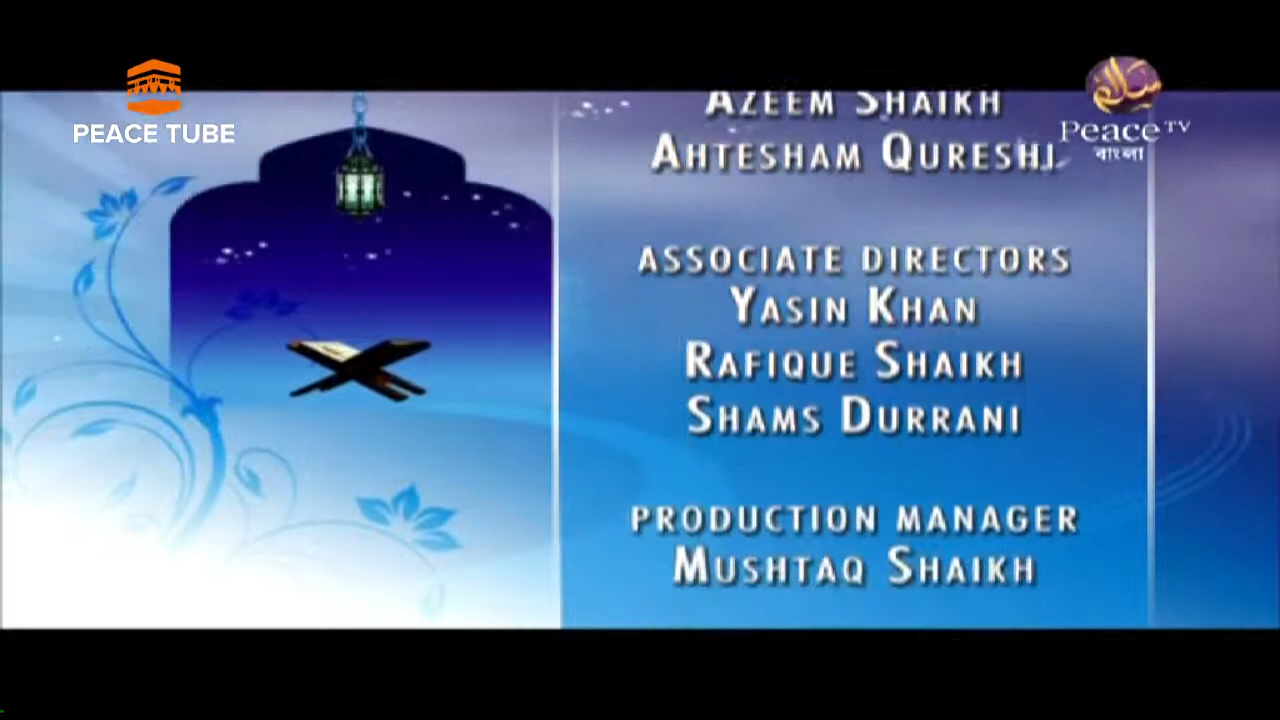 PEACE TUBE
سلام
Peace TV
বাংলা
AZEEM SHAIKH
AHTESHAM QURESHI
ASSOCIATE DIRECTORS
YASIN KHAN
RAFIQUE SHAIKH
SHAMS DURRANI
PRODUCTION MANAGER
MUSHTAQ SHAIKH